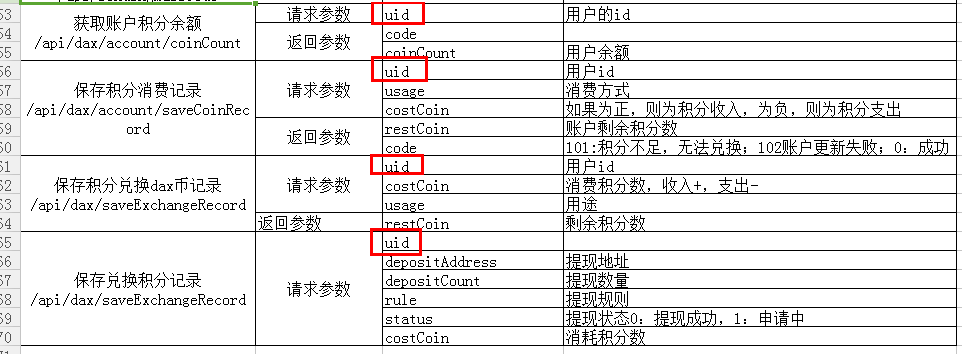 53 请求参数 uid 用户的id
获取账户积分余额
/api/dax/account/coinCount
54 返回参数 code
55 coinCount 用户余额
56 uid 用户id
保存积分消费记录
/api/dax/account/saveCoinRecord
57 请求参数 usage 消费方式
58 costCoin 如果为正,则为积分收入,为负,则为积分支出
59 返回参数 restCoin 账户剩余积分数
60 code 101:积分不足,无法兑换;102账户更新失败;0:成功
61 uid 用户id
保存积分兑换dax币记录
/api/dax/saveExchangeRecord
62 请求参数 costCoin 消费积分数,收入+,支出-
63 usage 用途
64 返回参数 restCoin 剩余积分数
65 uid
保存兑换积分记录
/api/dax/saveExchangeRecord
66 depositAddress 提现地址
67 请求参数 depositCount 提现数量
68 rule 提现规则
69 status 提现状态0:提现成功,1:申请中
70 costCoin 消耗积分数